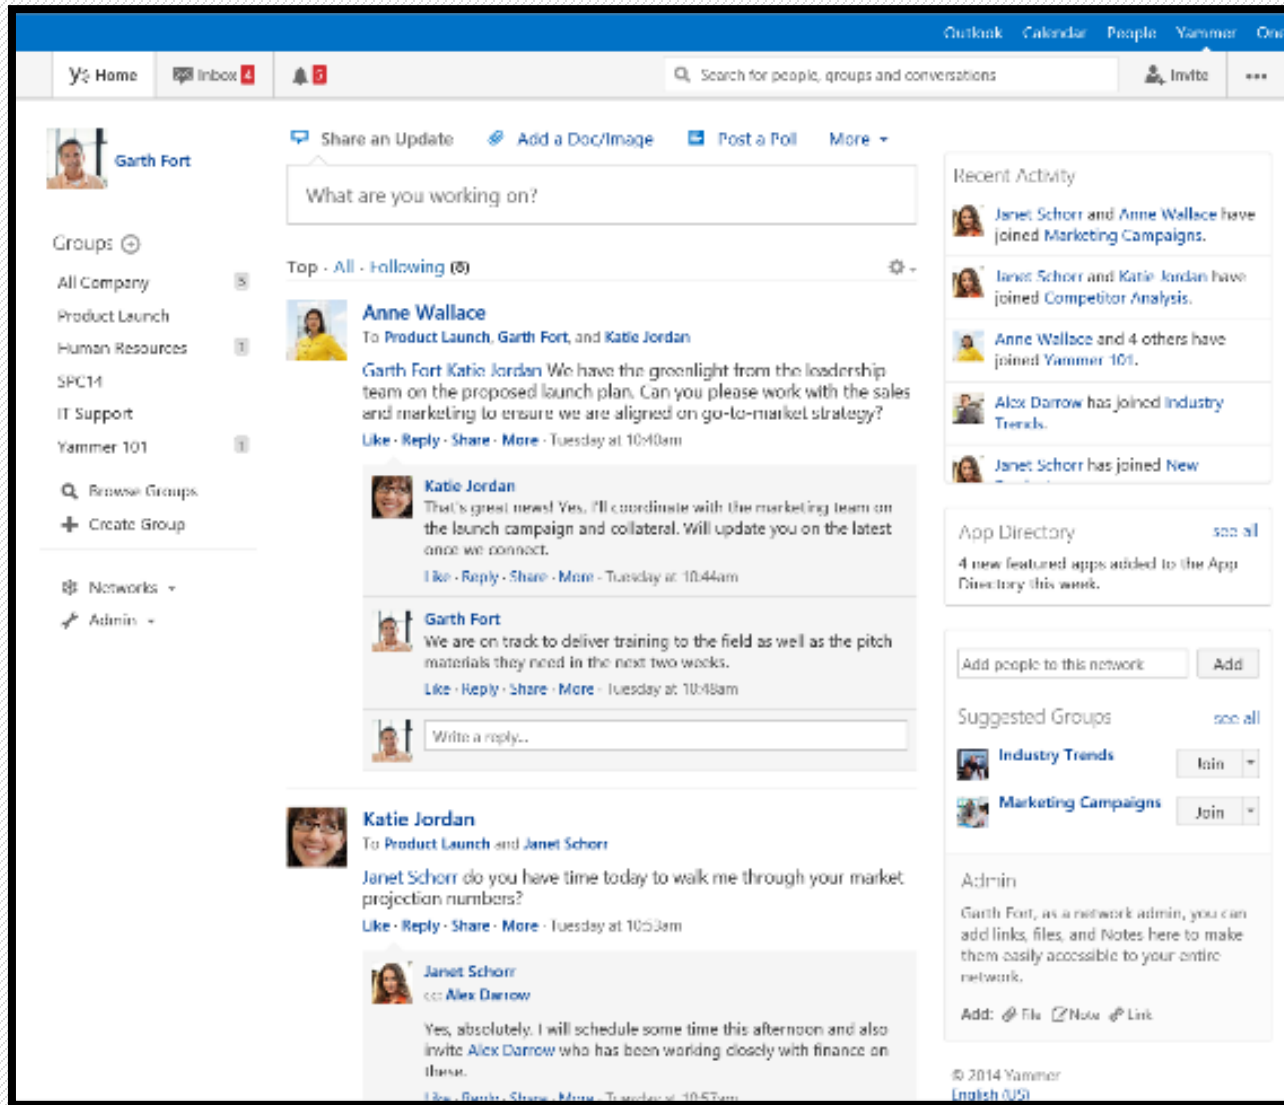 Outlook Calendar People Yammer One
Home Inbox 4 5 Search for people, groups and conversations Invite
Garth Fort
Groups
All Company 5
Product Launch
Human Resources 1
SPC14
IT Support
Yammer 101 1
Browse Groups
Create Group
Networks
Admin
Share an Update Add a Doc/Image Post a Poll More
What are you working on?
Top · All · Following (8)
Anne Wallace
To Product Launch, Garth Fort, and Katie Jordan
Garth Fort Katie Jordan We have the greenlight from the leadership
team on the proposed launch plan. Can you please work with the sales
and marketing to ensure we are aligned on go-to-market strategy?
Like · Reply · Share · More · Tuesday at 10:40am
Katie Jordan
That's great news! Yes, I'll coordinate with the marketing team on
the launch campaign and collateral. Will update you on the latest
once we connect.
Like · Reply · Share · More · Tuesday at 10:44am
Garth Fort
We are on track to deliver training to the field as well as the pitch
materials they need in the next two weeks.
Like · Reply · Share · More · Tuesday at 10:48am
Write a reply...
Katie Jordan
To Product Launch and Janet Schorr
Janet Schorr do you have time today to walk me through your market
projection numbers?
Like · Reply · Share · More · Tuesday at 10:53am
Janet Schorr
cc: Alex Darrow
Yes, absolutely. I will schedule some time this afternoon and also
invite Alex Darrow who has been working closely with finance on
these.
Like · Reply · Share · More · Tuesday at 10:57am
Recent Activity
Janet Schorr and Anne Wallace have
joined Marketing Campaigns.
Janet Schorr and Katie Jordan have
joined Competitor Analysis.
Anne Wallace and 4 others have
joined Yammer 101.
Alex Darrow has joined Industry
Trends.
Janet Schorr has joined New
App Directory see all
4 new featured apps added to the App
Directory this week.
Add people to this network Add
Suggested Groups see all
Industry Trends Join
Marketing Campaigns Join
Admin
Garth Fort, as a network admin, you can
add links, files, and Notes here to make
them easily accessible to your entire
network.
Add: File Note Link
© 2014 Yammer
English (US)